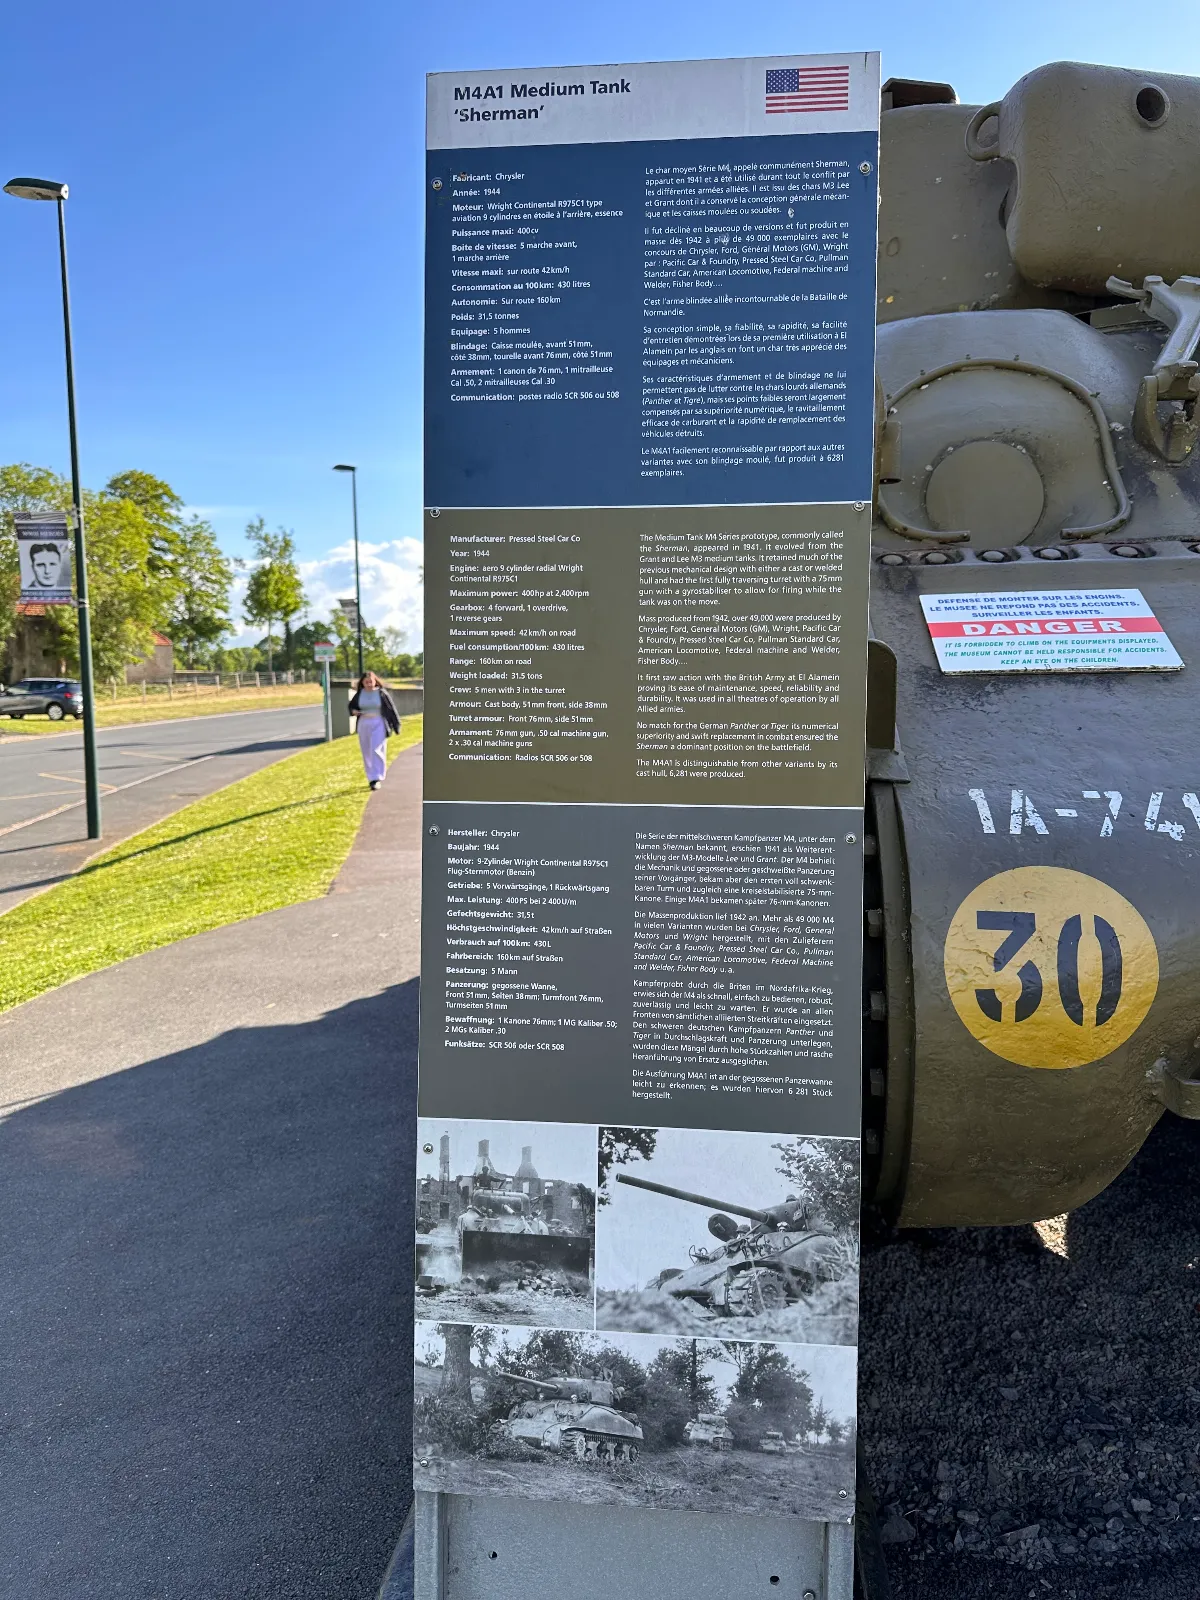 M4A1 Medium Tank
'Sherman'
Fabricant: Chrysler
Année: 1944
Moteur: Wright Continental R975C1 type
aviation 9 cylindres en étoile à l'arrière, essence
Puissance maxi: 400cv
Boite de vitesse: 5 marche avant,
1 marche arrière
Vitesse maxi: sur route 42km/h
Consommation au 100km: 430 litres
Autonomie: Sur route 160km
Poids: 31,5 tonnes
Equipage: 5 hommes
Blindage: Caisse moulée, avant 51mm,
côté 38mm, tourelle avant 76mm, côté 51mm
Armement: 1 canon de 76mm, 1 mitrailleuse
Cal .50, 2 mitrailleuses Cal .30
Communication: postes radio SCR 506 ou 508
Le char moyen Série M4, appelé communément Sherman,
apparut en 1941 et a été utilisé durant tout le conflit par
les différentes armées alliées. Il est issu des chars M3 Lee
et Grant dont il a conservé la conception générale mécan-
ique et les caisses moulées ou soudées.
Il fut décliné en beaucoup de versions et fut produit en
masse dès 1942 à plus de 49 000 exemplaires avec le
concours de Chrysler, Ford, Général Motors (GM), Wright
par : Pacific Car & Foundry, Pressed Steel Car Co, Pullman
Standard Car, American Locomotive, Federal machine and
Welder, Fisher Body....
C'est l'arme blindée alliée incontournable de la Bataille de
Normandie.
Sa conception simple, sa fiabilité, sa rapidité, sa facilité
d'entretien démontrées lors de sa première utilisation à El
Alamein par les anglais en font un char très apprécié des
équipages et mécaniciens.
Ses caractéristiques d'armement et de blindage ne lui
permettent pas de lutter contre les chars lourds allemands
(Panther et Tigre), mais ses points faibles seront largement
compensés par sa supériorité numérique, le ravitaillement
efficace de carburant et la rapidité de remplacement des
véhicules détruits.
Le M4A1 facilement reconnaissable par rapport aux autres
variantes avec son blindage moulé, fut produit à 6281
exemplaires.
Manufacturer: Pressed Steel Car Co
Year: 1944
Engine: aero 9 cylinder radial Wright
Continental R975C1
Maximum power: 400hp at 2,400rpm
Gearbox: 4 forward, 1 overdrive,
1 reverse gears
Maximum speed: 42km/h on road
Fuel consumption/100km: 430 litres
Range: 160km on road
Weight loaded: 31.5 tons
Crew: 5 men with 3 in the turret
Armour: Cast body, 51mm front, side 38mm
Turret armour: Front 76mm, side 51mm
Armament: 76mm gun, .50 cal machine gun,
2 x .30 cal machine guns
Communication: Radios SCR 506 or 508
The Medium Tank M4 Series prototype, commonly called
the Sherman, appeared in 1941. It evolved from the
Grant and Lee M3 medium tanks. It retained much of the
previous mechanical design with either a cast or welded
hull and had the first fully traversing turret with a 75mm
gun with a gyrostabiliser to allow for firing while the
tank was on the move.
Mass produced from 1942, over 49,000 were produced by
Chrysler, Ford, General Motors (GM), Wright, Pacific Car
& Foundry, Pressed Steel Car Co, Pullman Standard Car,
American Locomotive, Federal machine and Welder,
Fisher Body....
It first saw action with the British Army at El Alamein
proving its ease of maintenance, speed, reliability and
durability. It was used in all theatres of operation by all
Allied armies.
No match for the German Panther or Tiger its numerical
superiority and swift replacement in combat ensured the
Sherman a dominant position on the battlefield.
The M4A1 is distinguishable from other variants by its
cast hull, 6,281 were produced.
Hersteller: Chrysler
Baujahr: 1944
Motor: 9-Zylinder Wright Continental R975C1
Flug-Sternmotor (Benzin)
Getriebe: 5 Vorwärtsgänge, 1 Rückwärtsgang
Max. Leistung: 400 PS bei 2 400 U/m
Gefechtsgewicht: 31,5t
Höchstgeschwindigkeit: 42km/h auf Straßen
Verbrauch auf 100km: 430L
Fahrbereich: 160km auf Straßen
Besatzung: 5 Mann
Panzerung: gegossene Wanne,
Front 51mm, Seiten 38mm; Turmfront 76mm,
Turmseiten 51mm
Bewaffnung: 1 Kanone 76mm; 1 MG Kaliber .50;
2 MGs Kaliber .30
Funksätze: SCR 506 oder SCR 508
Die Serie der mittelschweren Kampfpanzer M4, unter dem
Namen Sherman bekannt, erschien 1941 als Weiterent-
wicklung der M3-Modelle Lee und Grant. Der M4 behielt
die Mechanik und gegossene oder geschweißte Panzerung
seiner Vorgänger, bekam aber den ersten voll schwenk-
baren Turm und zugleich eine kreiselstabilisierte 75-mm-
Kanone. Einige M4A1 bekamen später 76-mm-Kanonen.
Die Massenproduktion lief 1942 an. Mehr als 49 000 M4
in vielen Varianten wurden bei Chrysler, Ford, General
Motors und Wright hergestellt, mit den Zulieferern
Pacific Car & Foundry, Pressed Steel Car Co., Pullman
Standard Car, American Locomotive, Federal Machine
and Welder, Fisher Body u. a.
Kampferprobt durch die Briten im Nordafrika-Krieg,
erwies sich der M4 als schnell, einfach zu bedienen, robust,
zuverlässig und leicht zu warten. Er wurde an allen
Fronten von sämtlichen alliierten Streitkräften eingesetzt.
Den schweren deutschen Kampfpanzern Panther und
Tiger in Durchschlagskraft und Panzerung unterlegen,
wurden diese Mängel durch hohe Stückzahlen und rasche
Heranführung von Ersatz ausgeglichen.
Die Ausführung M4A1 ist an der gegossenen Panzerwanne
leicht zu erkennen; es wurden hiervon 6 281 Stück
hergestellt.
DEFENSE DE MONTER SUR LES ENGINS.
LE MUSEE NE REPOND PAS DES ACCIDENTS.
SURVEILLER LES ENFANTS.
DANGER
IT IS FORBIDDEN TO CLIMB ON THE EQUIPMENTS DISPLAYED.
THE MUSEUM CANNOT BE HELD RESPONSIBLE FOR ACCIDENTS.
KEEP AN EYE ON THE CHILDREN.
1A-74
30